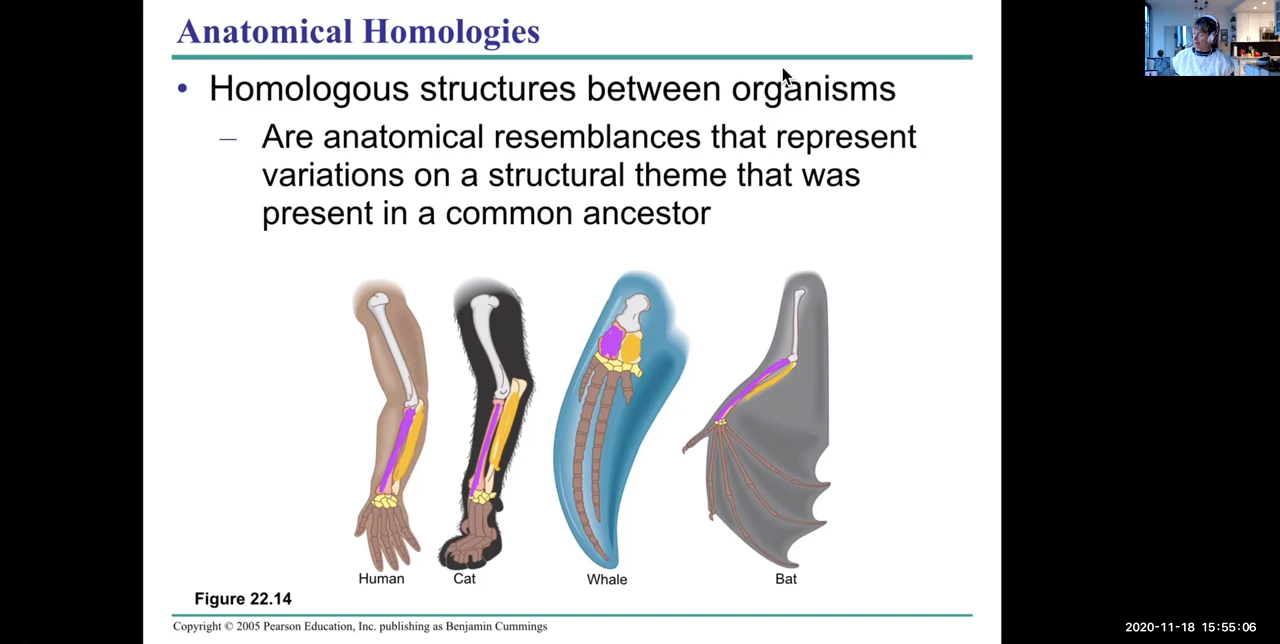 Anatomical Homologies
• Homologous structures between organisms
– Are anatomical resemblances that represent
variations on a structural theme that was
present in a common ancestor
Human Cat Whale Bat
Figure 22.14
Copyright © 2005 Pearson Education, Inc. publishing as Benjamin Cummings
2020-11-18 15:55:06